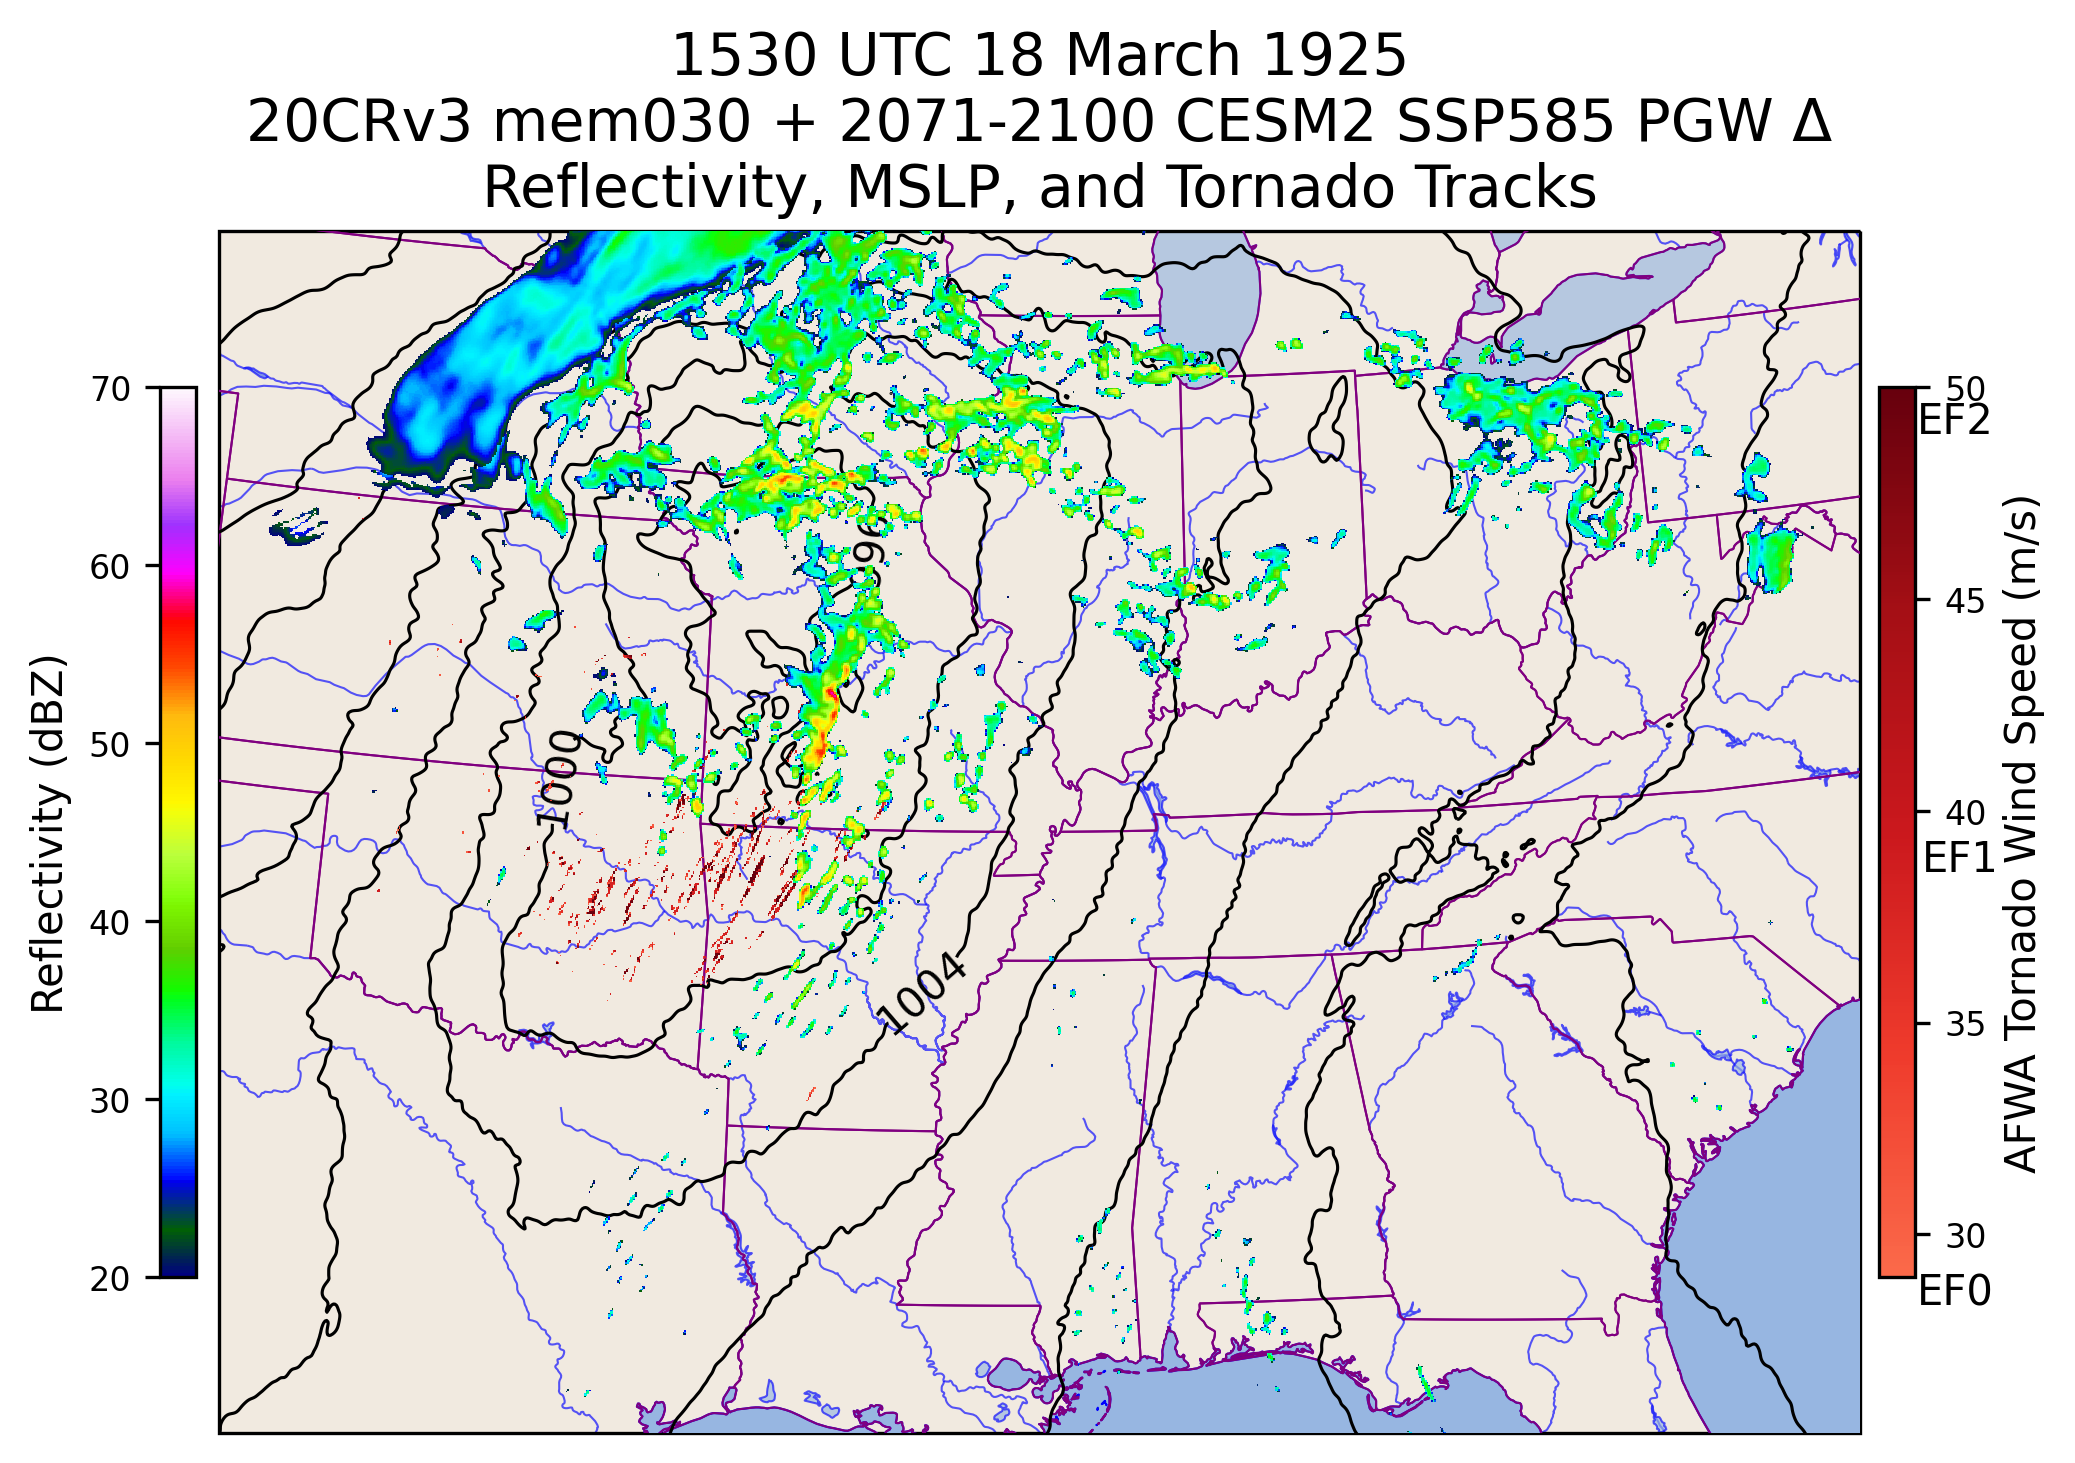 1530 UTC 18 March 1925
20CRv3 mem030 + 2071-2100 CESM2 SSP585 PGW Δ
Reflectivity, MSLP, and Tornado Tracks
70
60
50
40
30
20
Reflectivity (dBZ)
996
1000
1004
50
EF2
45
40
EF1
35
30
EF0
AFWA Tornado Wind Speed (m/s)